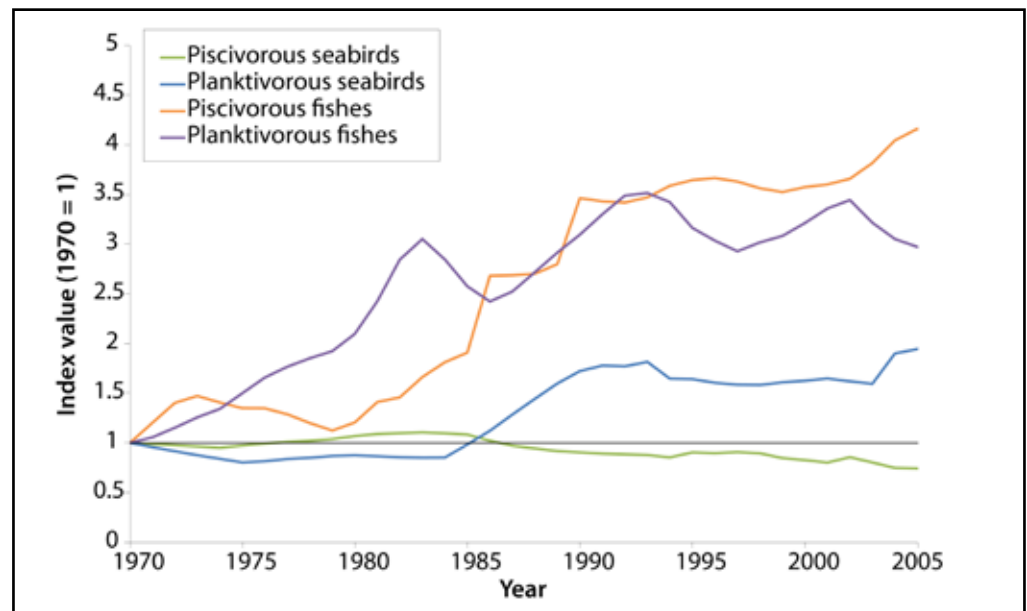 Piscivorous seabirds
Planktivorous seabirds
Piscivorous fishes
Planktivorous fishes
Index value (1970 = 1)
5
4.5
4
3.5
3
2.5
2
1.5
1
0.5
0
1970 1975 1980 1985 1990 1995 2000 2005
Year